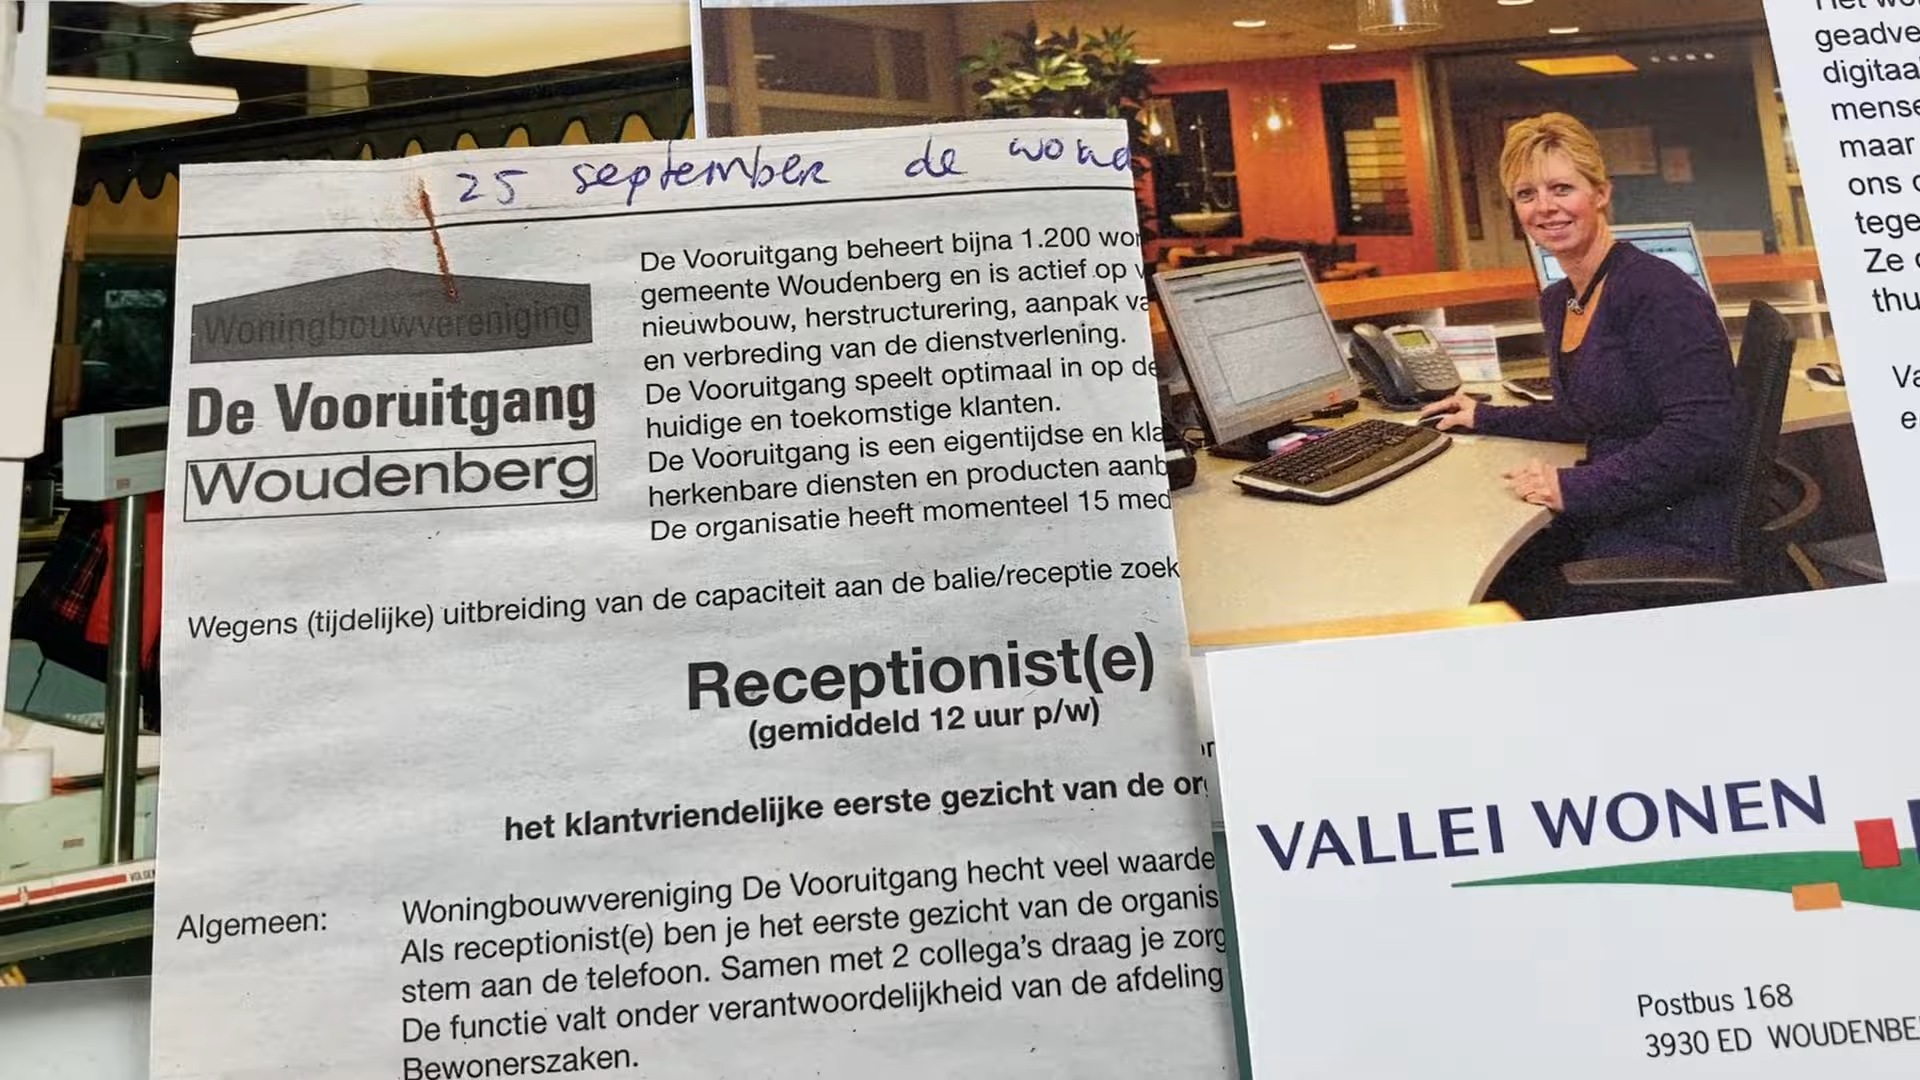 25 september de woud
Woningbouwvereniging
De Vooruitgang
Woudenberg
De Vooruitgang beheert bijna 1.200
gemeente Woudenberg en is actief op
nieuwbouw, herstructurering, aanpak
en verbreding van de dienstverlening.
De Vooruitgang speelt optimaal in op de
huidige en toekomstige klanten.
De Vooruitgang is een eigentijdse en
herkenbare diensten en producten
De organisatie heeft momenteel 15
Wegens (tijdelijke) uitbreiding van de capaciteit aan de balie/receptie zoek
Receptionist(e)
(gemiddeld 12 uur p/w)
het klantvriendelijke eerste gezicht van de
Algemeen:
Woningbouwvereniging De Vooruitgang hecht veel waarde
Als receptionist(e) ben je het eerste gezicht van de organis
stem aan de telefoon. Samen met 2 collega's draag je zorg
De functie valt onder verantwoordelijkheid van de afdeling
Bewonerszaken.
geadve
digitaa
mense
maar
ons
tege
Ze
thu
Va
e
VALLEI WONEN
Postbus 168
3930 ED WOUDENBE